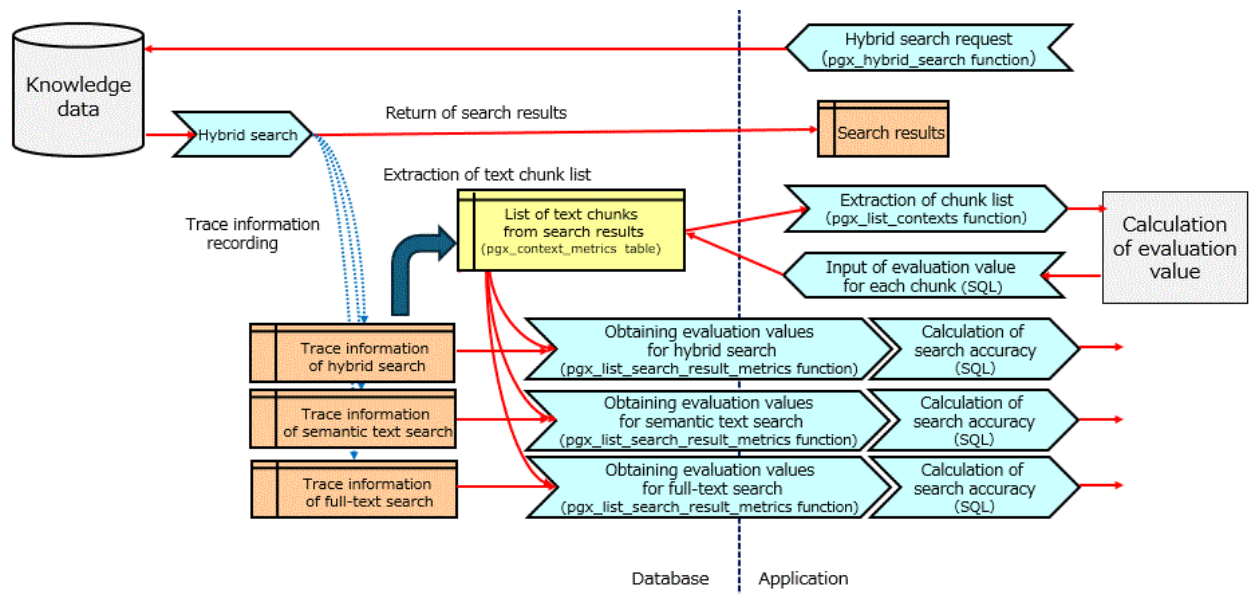 Hybrid search request
(pgx_hybrid_search function)
Knowledge
data
Return of search results
Hybrid search
Search results
Extraction of text chunk list
Trace information
recording
List of text chunks
from search results
(pgx_context_metrics table)
Extraction of chunk list
(pgx_list_contexts function)
Calculation
of evaluation
value
Input of evaluation value
for each chunk (SQL)
Trace information
of hybrid search
Obtaining evaluation values
for hybrid search
(pgx_list_search_result_metrics function)
Calculation of
search accuracy
(SQL)
Trace information
of semantic text search
Obtaining evaluation values
for semantic text search
(pgx_list_search_result_metrics function)
Calculation of
search accuracy
(SQL)
Trace information
of full-text search
Obtaining evaluation values
for full-text search
(pgx_list_search_result_metrics function)
Calculation of
search accuracy
(SQL)
Database
Application